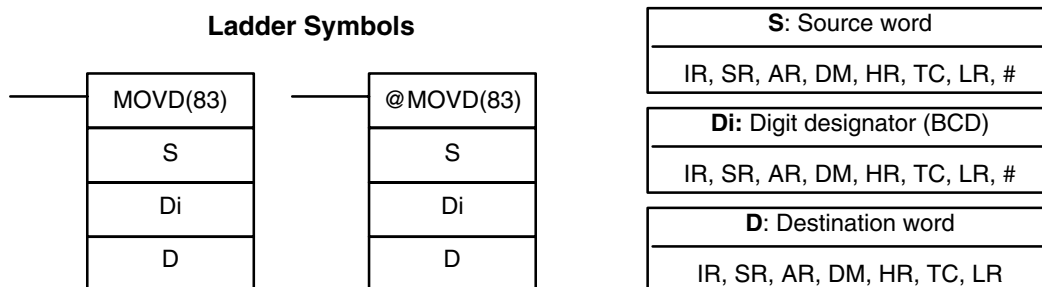 Ladder Symbols
MOVD(83)
S
Di
D
@MOVD(83)
S
Di
D
S: Source word
IR, SR, AR, DM, HR, TC, LR, #
Di: Digit designator (BCD)
IR, SR, AR, DM, HR, TC, LR, #
D: Destination word
IR, SR, AR, DM, HR, TC, LR